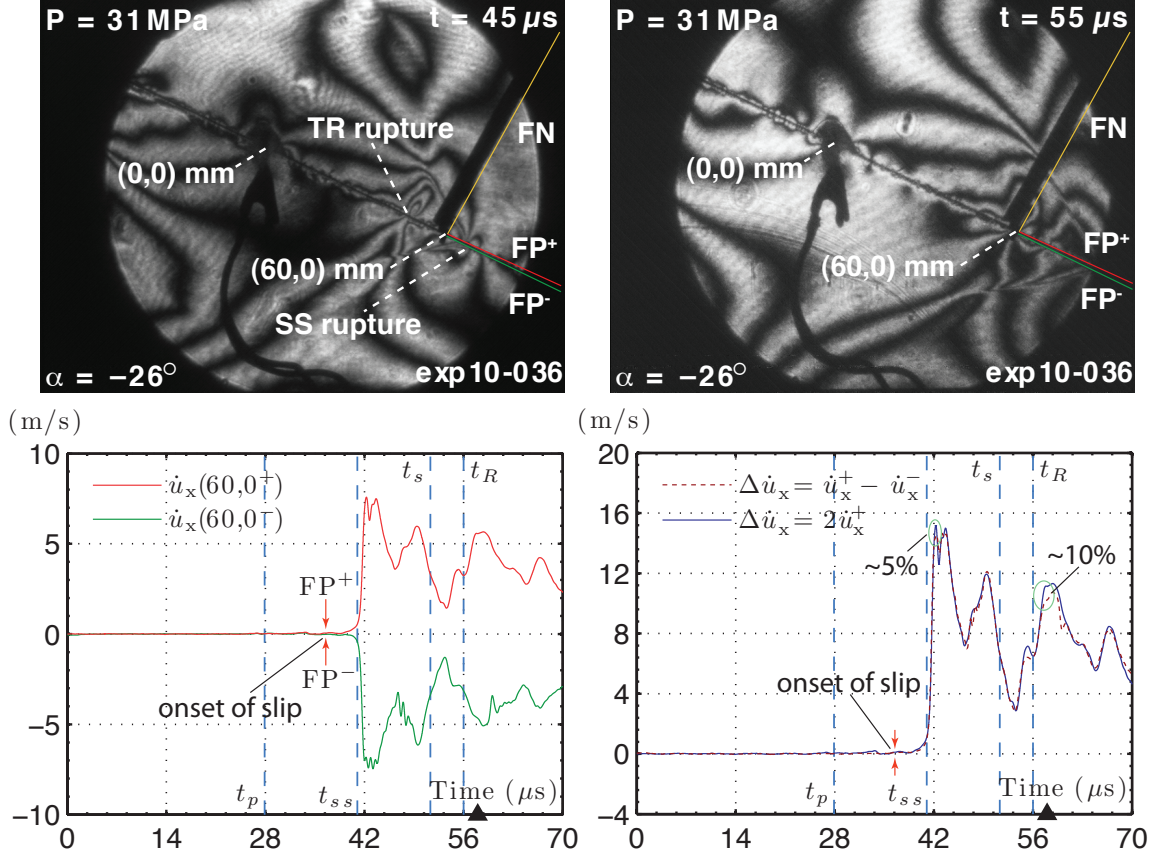 P = 31 MPa
t = 45 µs
TR rupture
FN
(0,0) mm
FP⁺
(60,0) mm
FP⁻
SS rupture
α = −26°
exp10-036
P = 31 MPa
t = 55 µs
FN
(0,0) mm
FP⁺
(60,0) mm
FP⁻
α = −26°
exp10-036
(m/s)
10
5
0
−5
−10
u̇ₓ(60,0⁺)
u̇ₓ(60,0⁻)
t_s
t_R
FP⁺
FP⁻
onset of slip
t_p
t_ss
Time (µs)
0 14 28 42 56 70
(m/s)
20
16
12
8
4
0
−4
Δu̇ₓ = u̇ₓ⁺ − u̇ₓ⁻
Δu̇ₓ = 2u̇ₓ⁺
t_s
t_R
~5%
~10%
onset of slip
t_p
t_ss
Time (µs)
0 14 28 42 56 70